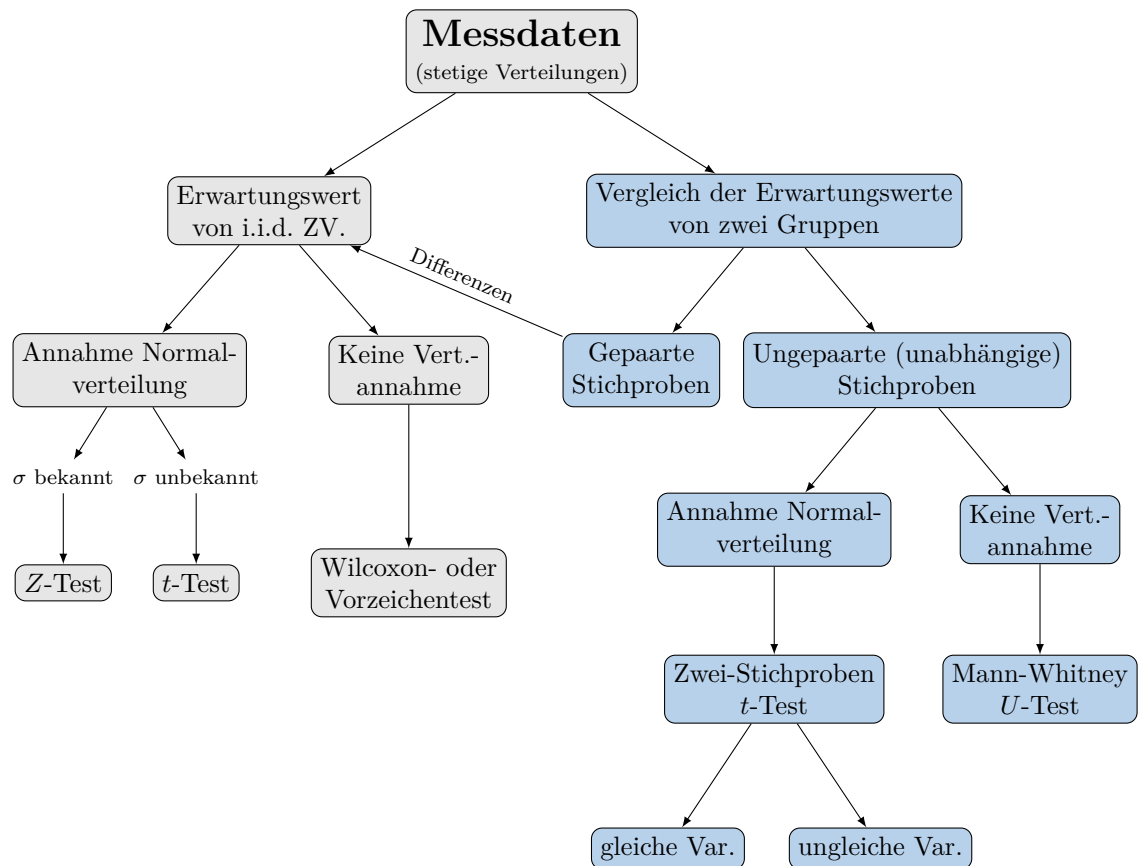 Messdaten
(stetige Verteilungen)
Erwartungswert
von i.i.d. ZV.
Vergleich der Erwartungswerte
von zwei Gruppen
Differenzen
Annahme Normal-
verteilung
Keine Vert.-
annahme
Gepaarte
Stichproben
Ungepaarte (unabhängige)
Stichproben
σ bekannt
σ unbekannt
Annahme Normal-
verteilung
Keine Vert.-
annahme
Z-Test
t-Test
Wilcoxon- oder
Vorzeichentest
Zwei-Stichproben
t-Test
Mann-Whitney
U-Test
gleiche Var.
ungleiche Var.